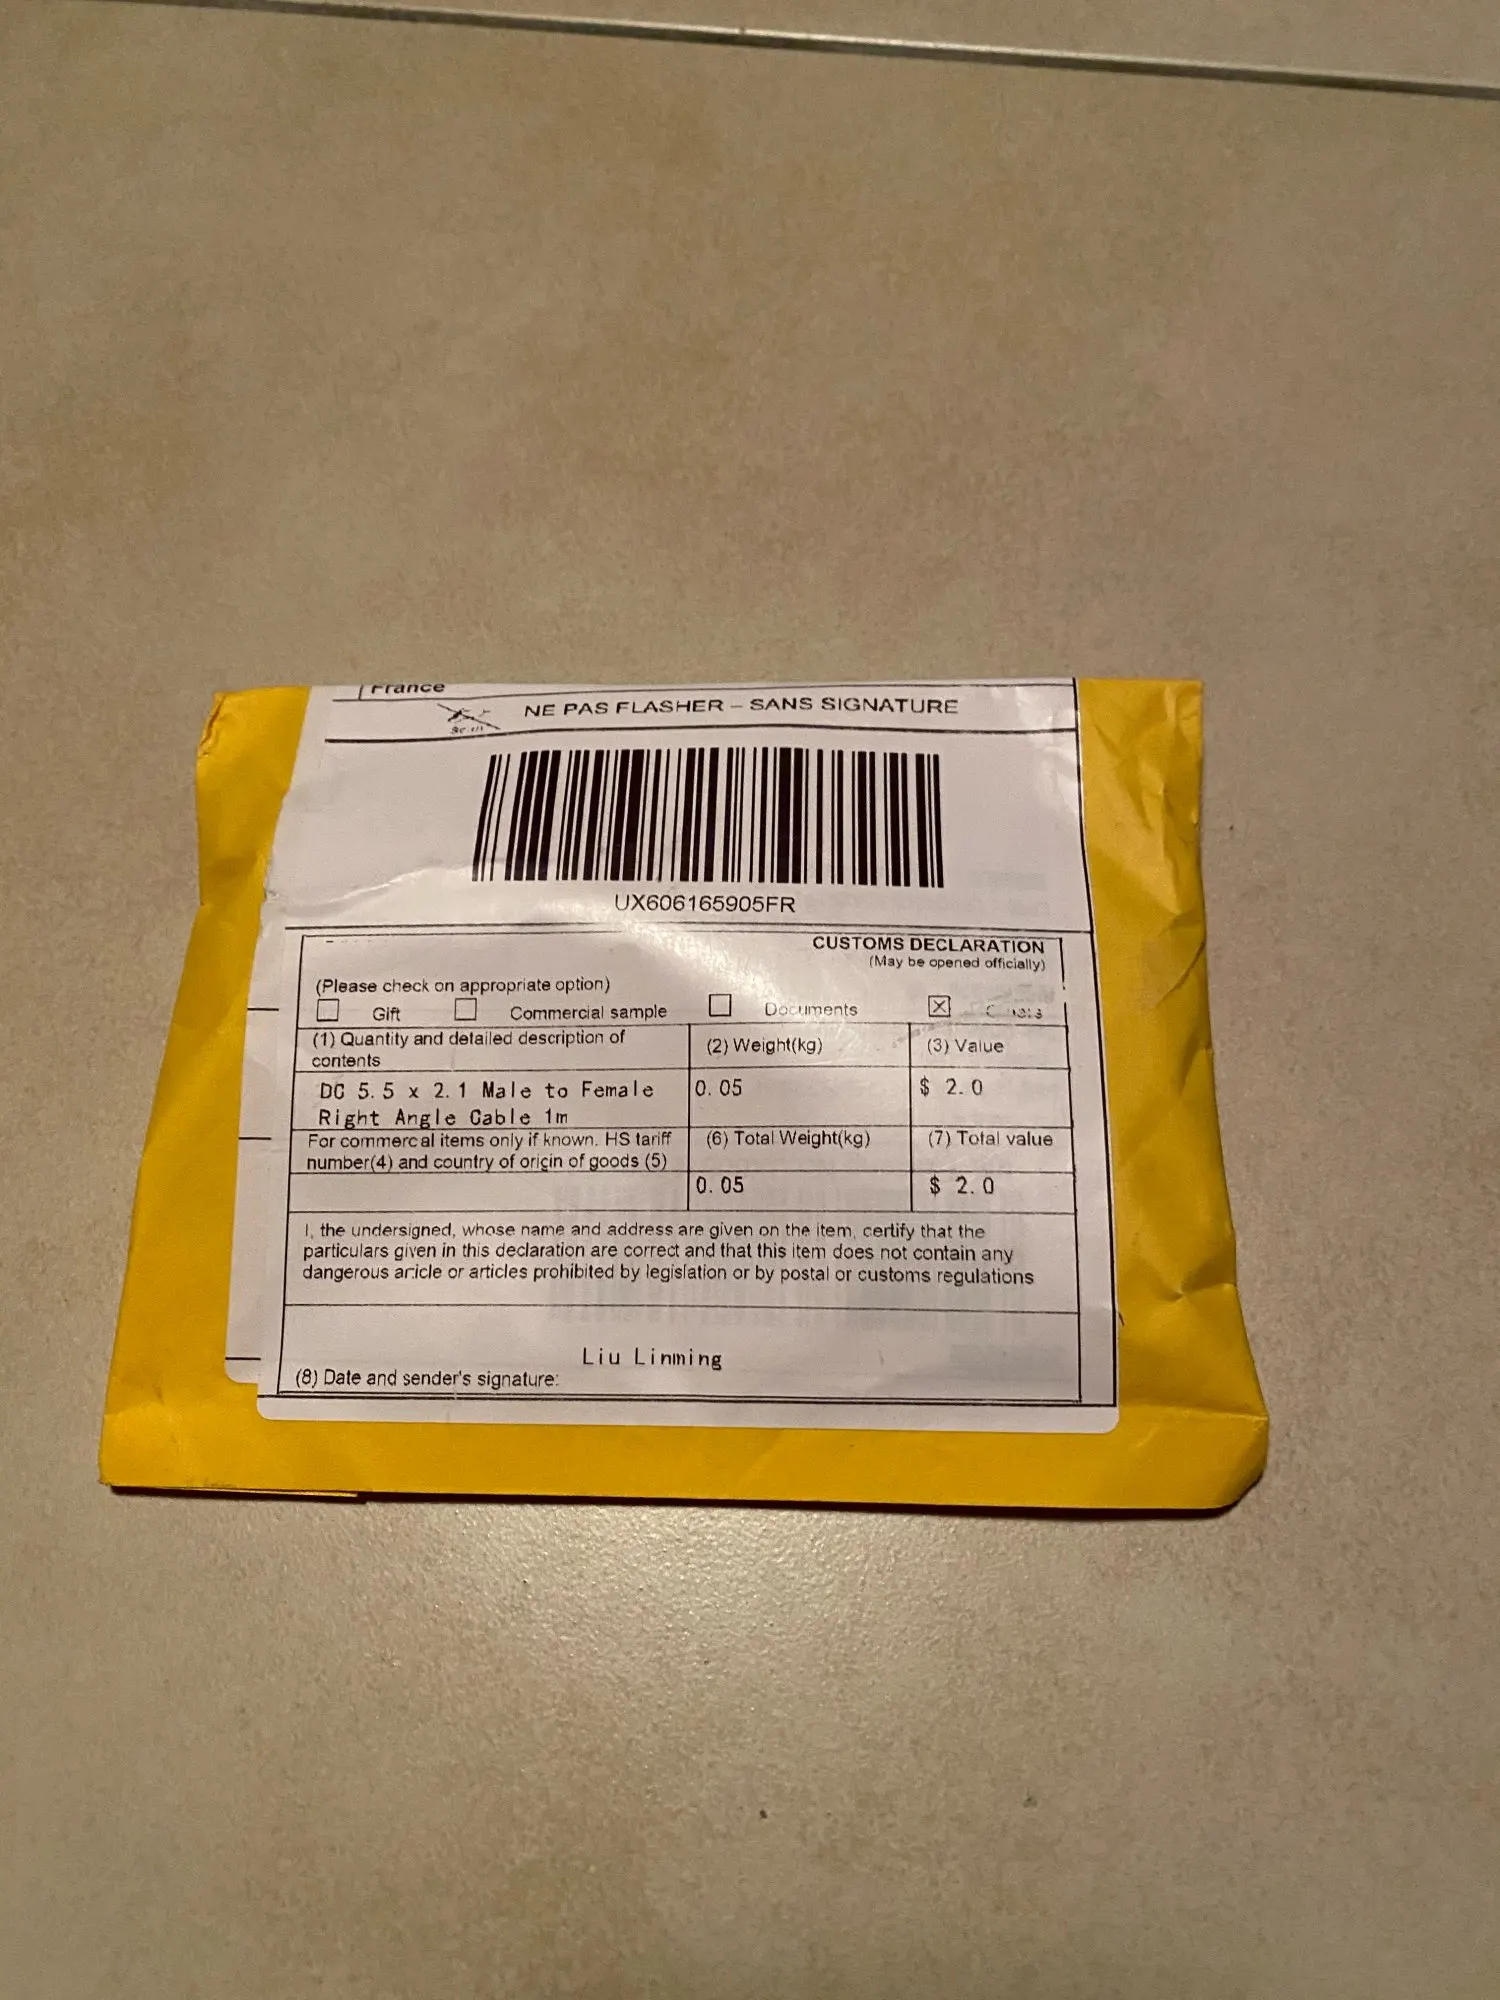 France
NE PAS FLASHER – SANS SIGNATURE
UX606165905FR
CUSTOMS DECLARATION
(May be opened officially)
(Please check on appropriate option)
Gift Commercial sample Documents
(1) Quantity and detailed description of contents
(2) Weight(kg)
(3) Value
DC 5.5 x 2.1 Male to Female
Right Angle Cable 1m
0.05
$ 2.0
For commercal items only if known. HS tariff
number(4) and country of origin of goods (5)
(6) Total Weight(kg)
(7) Total value
0.05
$ 2.0
I, the undersigned, whose name and address are given on the item, certify that the
particulars given in this declaration are correct and that this item does not contain any
dangerous article or articles prohibited by legislation or by postal or customs regulations
Liu Linming
(8) Date and sender's signature: